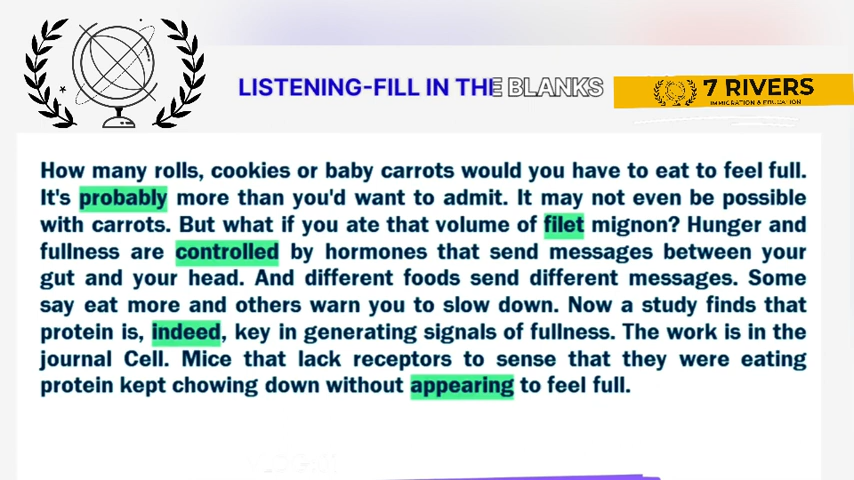 LISTENING-FILL IN THE BLANKS
7 RIVERS
IMMIGRATION & EDUCATION
How many rolls, cookies or baby carrots would you have to eat to feel full.
It's probably more than you'd want to admit. It may not even be possible
with carrots. But what if you ate that volume of filet mignon? Hunger and
fullness are controlled by hormones that send messages between your
gut and your head. And different foods send different messages. Some
say eat more and others warn you to slow down. Now a study finds that
protein is, indeed, key in generating signals of fullness. The work is in the
journal Cell. Mice that lack receptors to sense that they were eating
protein kept chowing down without appearing to feel full.